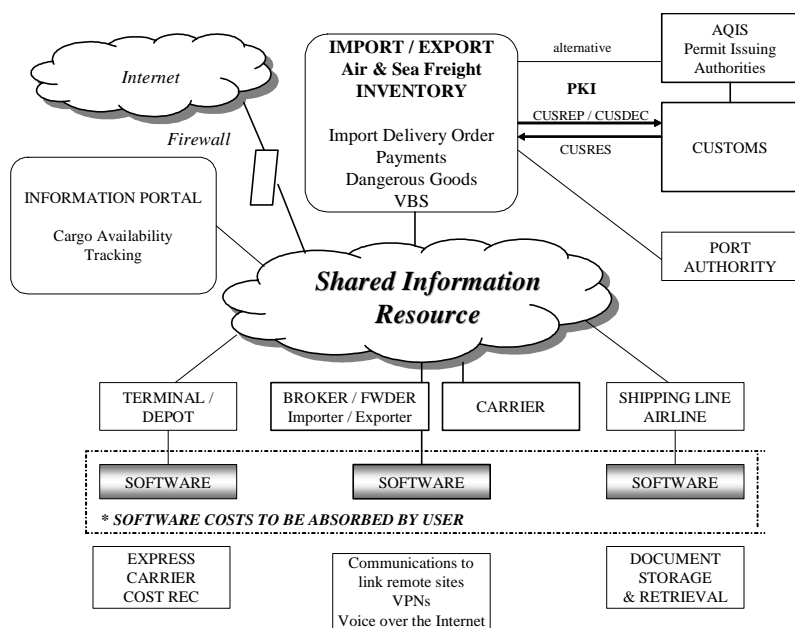 Internet
Firewall
IMPORT / EXPORT
Air & Sea Freight
INVENTORY
Import Delivery Order
Payments
Dangerous Goods
VBS
alternative
PKI
CUSREP / CUSDEC
CUSRES
AQIS
Permit Issuing
Authorities
CUSTOMS
INFORMATION PORTAL
Cargo Availability
Tracking
PORT
AUTHORITY
Shared Information
Resource
TERMINAL /
DEPOT
BROKER / FWDER
Importer / Exporter
CARRIER
SHIPPING LINE
AIRLINE
SOFTWARE
SOFTWARE
SOFTWARE
* SOFTWARE COSTS TO BE ABSORBED BY USER
EXPRESS
CARRIER
COST REC
Communications to
link remote sites
VPNs
Voice over the Internet
DOCUMENT
STORAGE
& RETRIEVAL